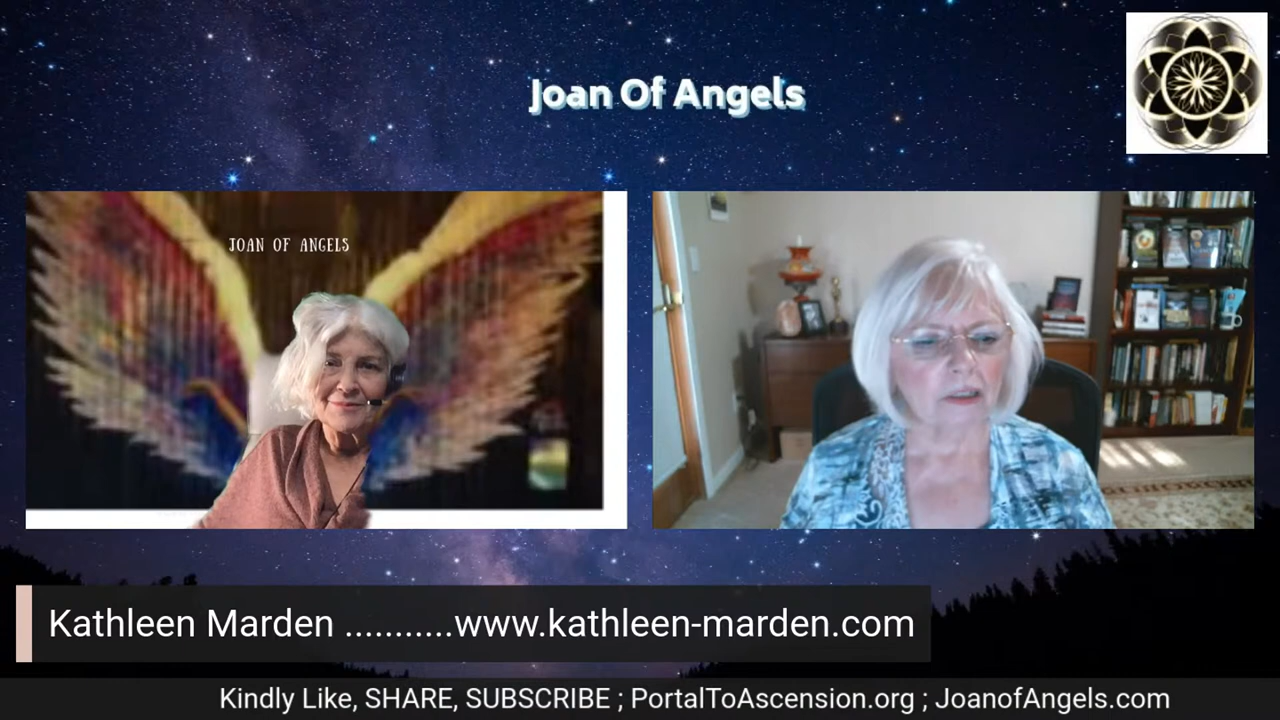 Joan Of Angels
JOAN OF ANGELS
Kathleen Marden ...........www.kathleen-marden.com
Kindly Like, SHARE, SUBSCRIBE ; PortalToAscension.org ; JoanofAngels.com